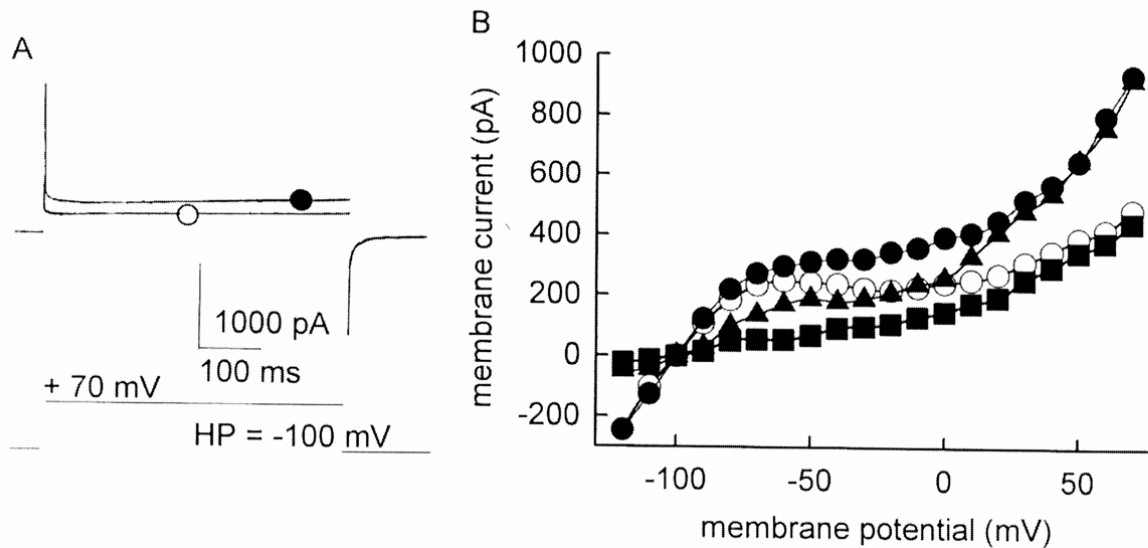 A
1000 pA
100 ms
+ 70 mV
HP = -100 mV
B
membrane current (pA)
1000
800
600
400
200
0
-200
-100
-50
0
50
membrane potential (mV)